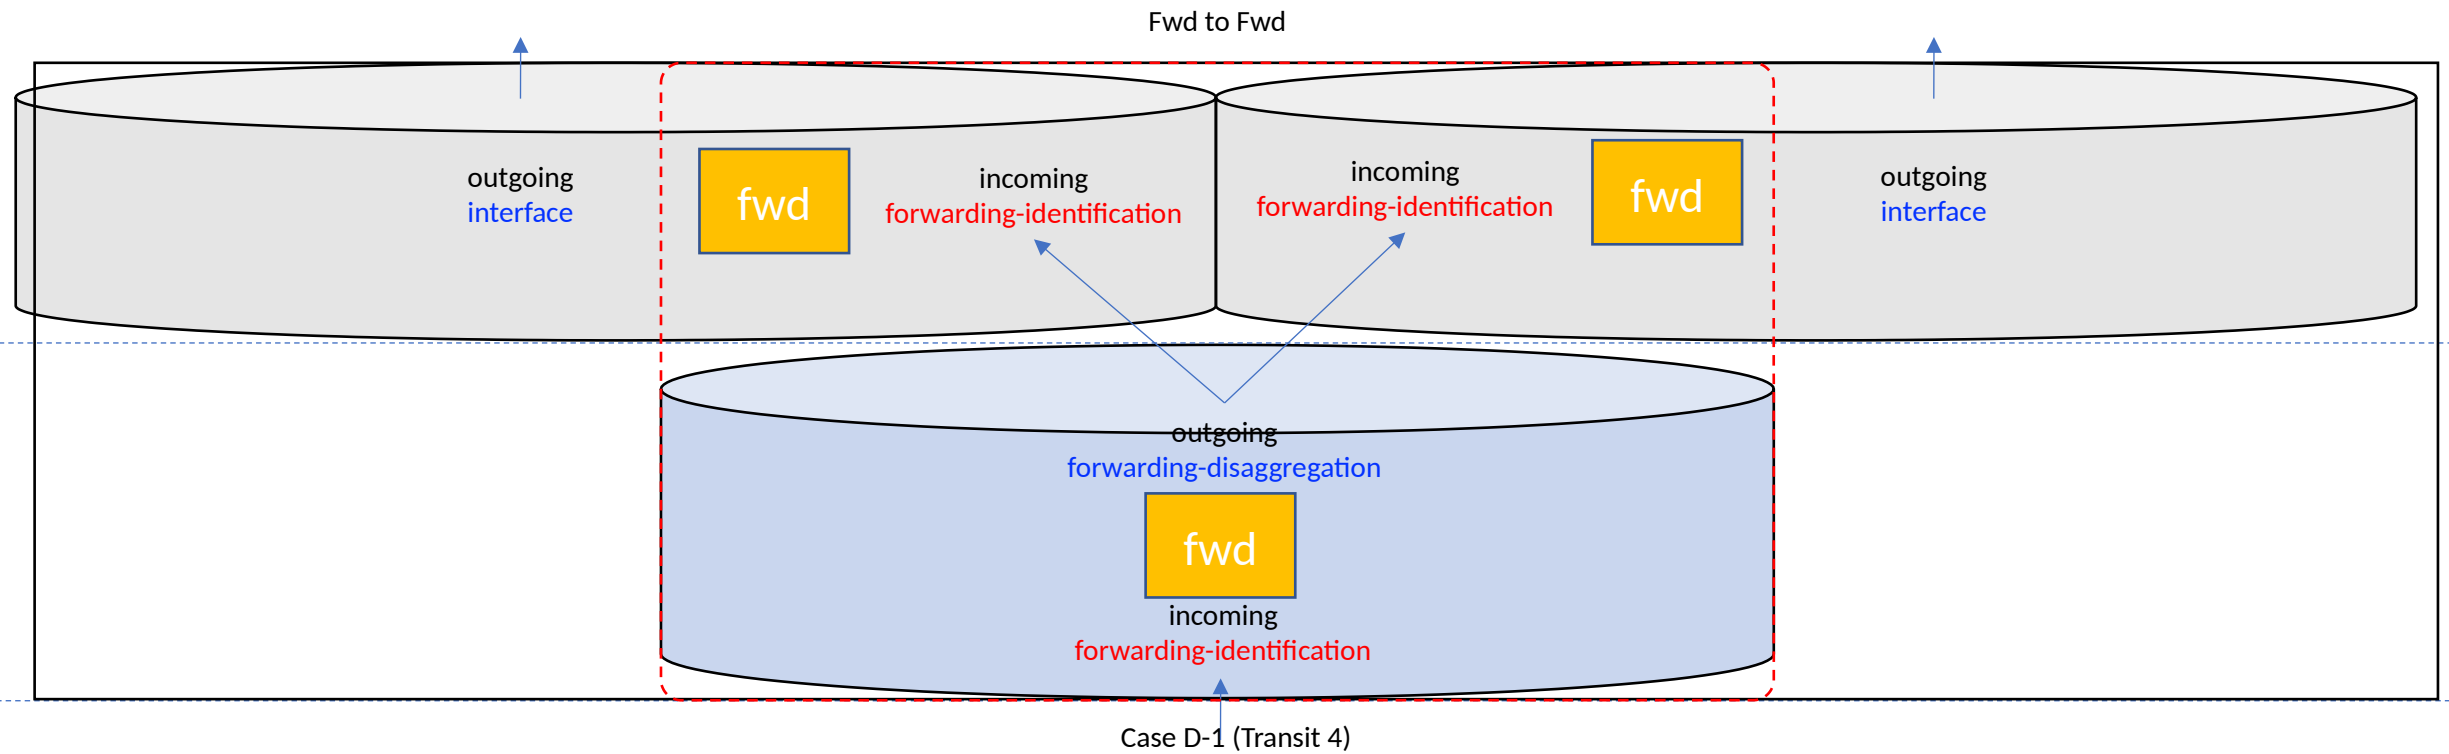 Fwd to Fwd
outgoing
interface
fwd
incoming
forwarding-identification
incoming
forwarding-identification
fwd
outgoing
interface
outgoing
forwarding-disaggregation
fwd
incoming
forwarding-identification
Case D-1 (Transit 4)